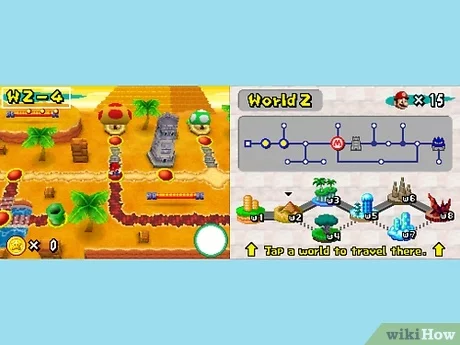 W2-4
× 0
World 2
× 15
M
W1
W2
W3
W4
W5
W6
W7
W8
Tap a world to travel there.
wikiHow